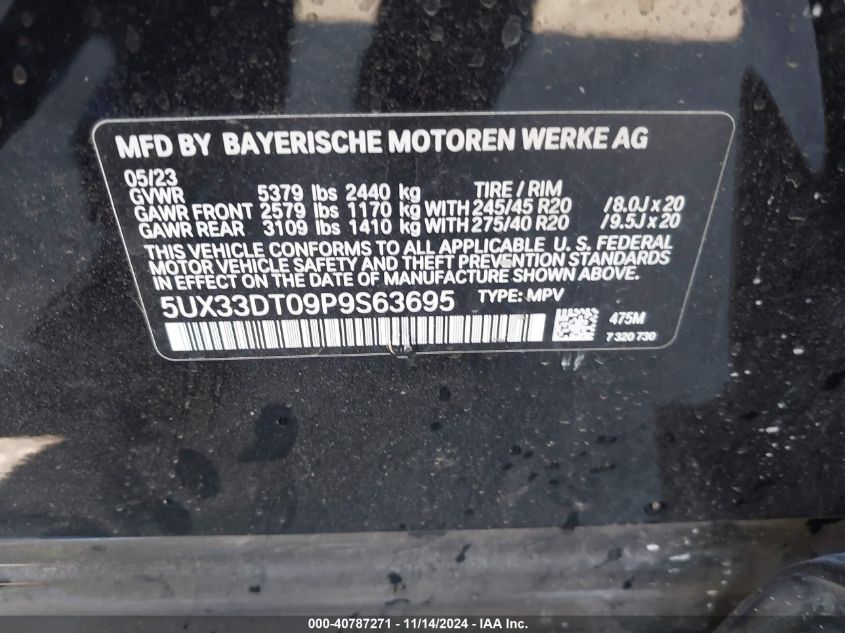 MFD BY BAYERISCHE MOTOREN WERKE AG
05/23
GVWR 5379 lbs 2440 kg TIRE / RIM
GAWR FRONT 2579 lbs 1170 kg WITH 245/45 R20 /8.0J x 20
GAWR REAR 3109 lbs 1410 kg WITH 275/40 R20 /9.5J x 20
THIS VEHICLE CONFORMS TO ALL APPLICABLE U. S. FEDERAL
MOTOR VEHICLE SAFETY AND THEFT PREVENTION STANDARDS
IN EFFECT ON THE DATE OF MANUFACTURE SHOWN ABOVE.
5UX33DT09P9S63695 TYPE: MPV
475M
7 320 730
000-40787271 - 11/14/2024 - IAA Inc.